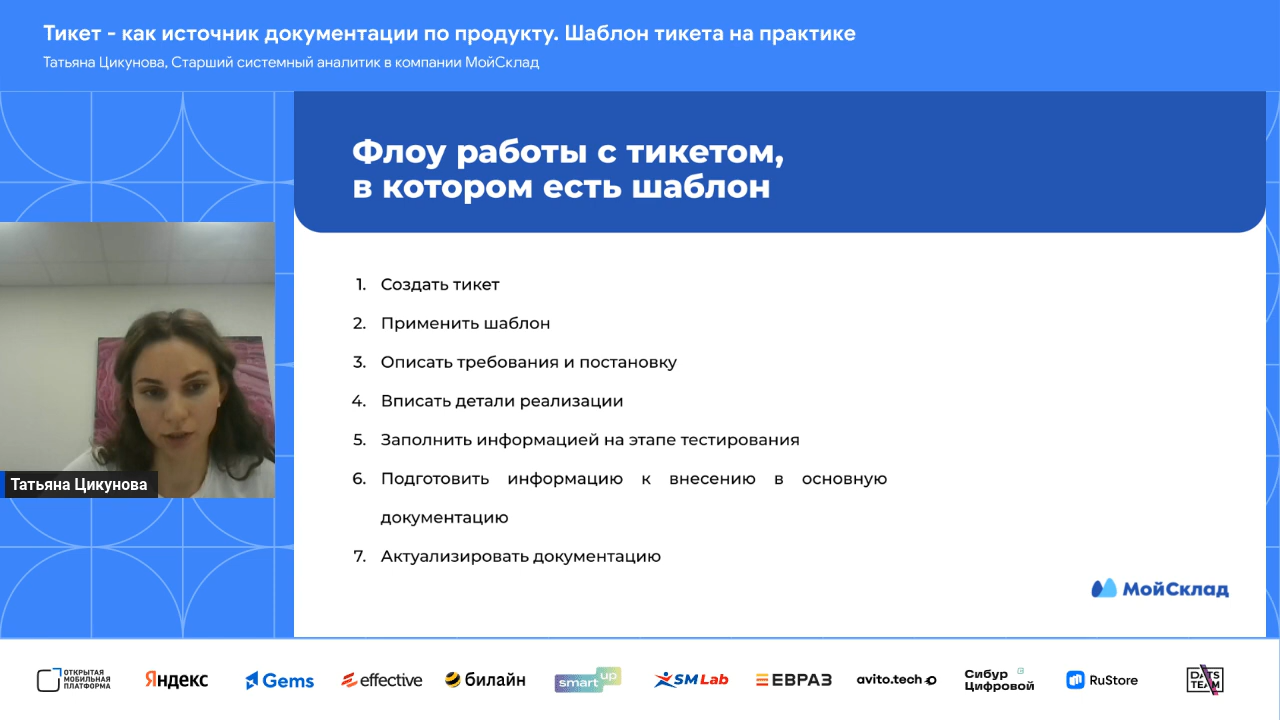 Тикет - как источник документации по продукту. Шаблон тикета на практике
Татьяна Цикунова, Старший системный аналитик в компании МойСклад
Флоу работы с тикетом,
в котором есть шаблон
1. Создать тикет
2. Применить шаблон
3. Описать требования и постановку
4. Вписать детали реализации
5. Заполнить информацией на этапе тестирования
6. Подготовить информацию к внесению в основную
документацию
7. Актуализировать документацию
МойСклад
Татьяна Цикунова
ОТКРЫТАЯ
МОБИЛЬНАЯ
ПЛАТФОРМА
Яндекс
Gems
effective
билайн
smart up
SM Lab
ЕВРАЗ
avito.tech
Сибур
Цифровой
RuStore
DATS
TEAM